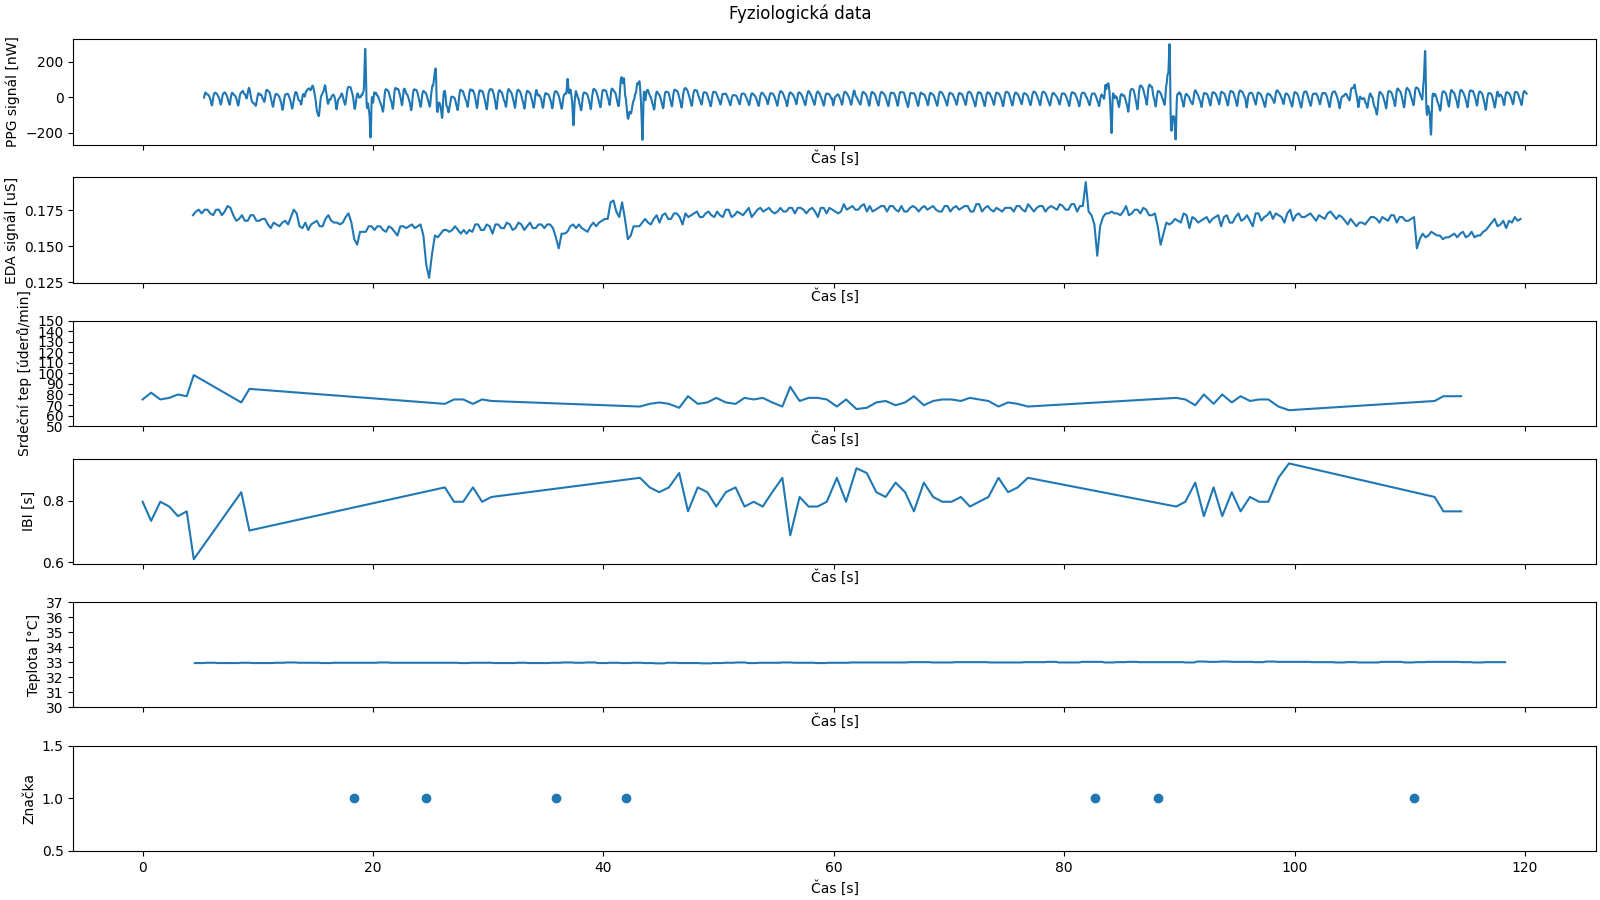 Fyziologická data
PPG signál [nW]
200
0
−200
Čas [s]
EDA signál [uS]
0.175
0.150
0.125
Čas [s]
Srdeční tep [úderů/min]
150
140
130
120
110
100
90
80
70
60
50
Čas [s]
IBI [s]
0.8
0.6
Čas [s]
Teplota [°C]
37
36
35
34
33
32
31
30
Čas [s]
Značka
1.5
1.0
0.5
0 20 40 60 80 100 120
Čas [s]